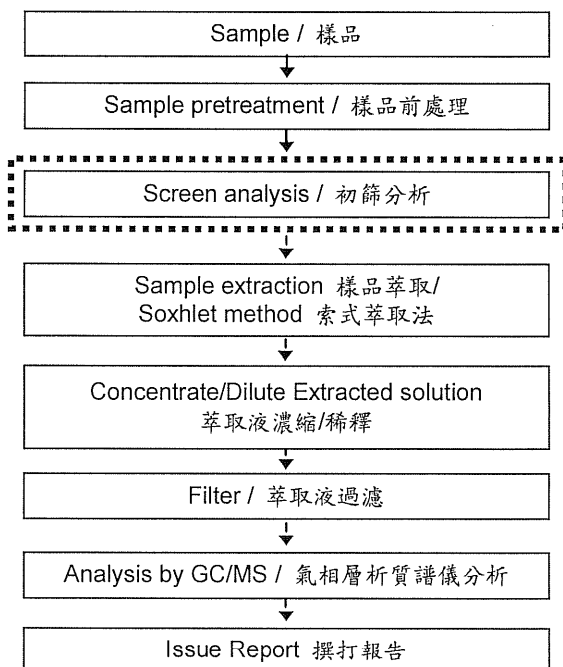 Sample / 樣品
Sample pretreatment / 樣品前處理
Screen analysis / 初篩分析
Sample extraction 樣品萃取/
Soxhlet method 索式萃取法
Concentrate/Dilute Extracted solution
萃取液濃縮/稀釋
Filter / 萃取液過濾
Analysis by GC/MS / 氣相層析質譜儀分析
Issue Report 撰打報告